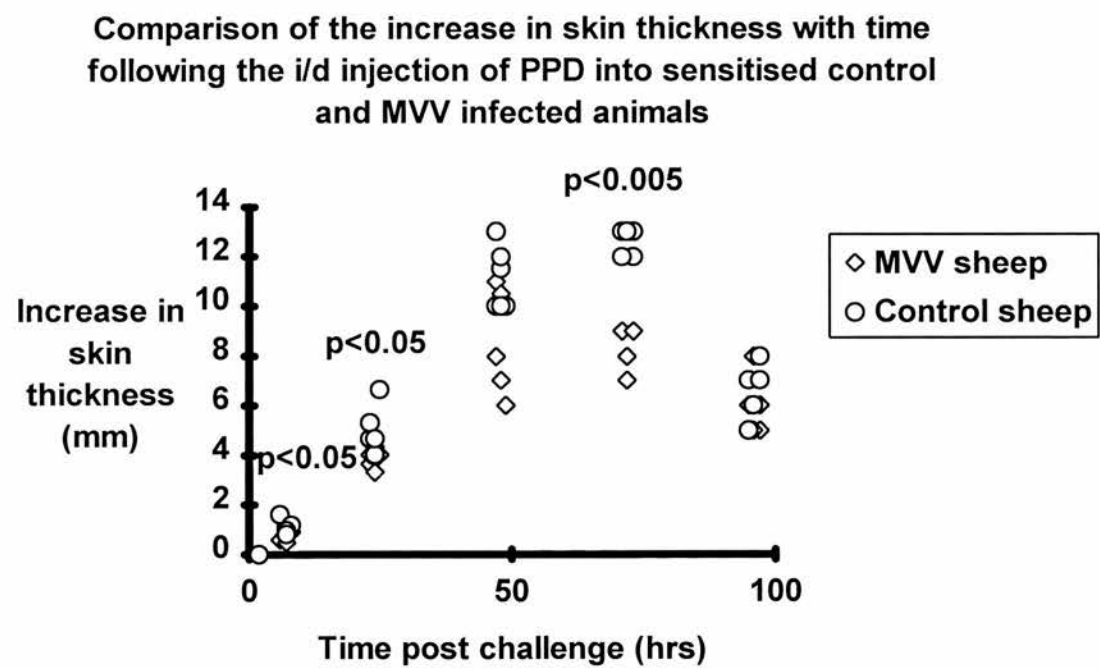 Comparison of the increase in skin thickness with time
following the i/d injection of PPD into sensitised control
and MVV infected animals
p<0.005
14
12
10
8
6
4
2
0
Increase in
skin
thickness
(mm)
p<0.05
p<0.05
MVV sheep
Control sheep
0
50
100
Time post challenge (hrs)